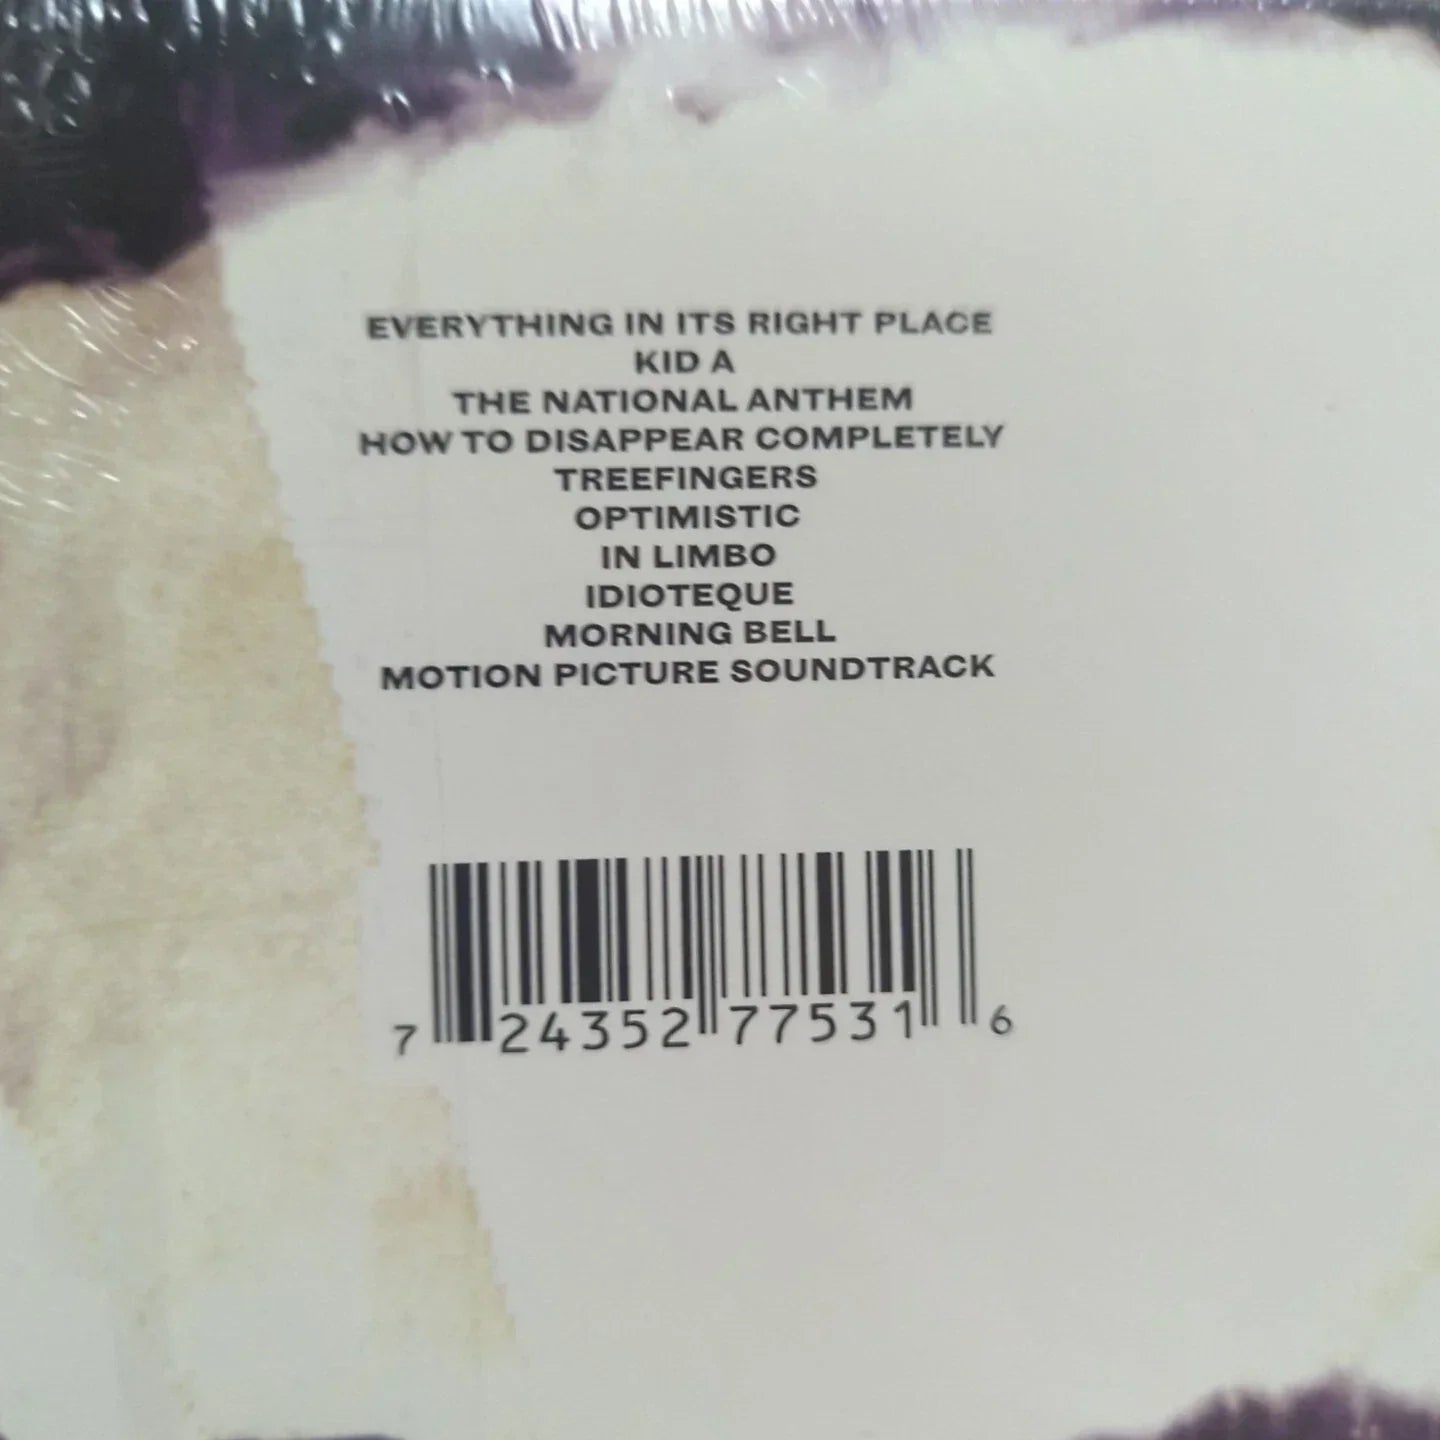 EVERYTHING IN ITS RIGHT PLACE
KID A
THE NATIONAL ANTHEM
HOW TO DISAPPEAR COMPLETELY
TREEFINGERS
OPTIMISTIC
IN LIMBO
IDIOTEQUE
MORNING BELL
MOTION PICTURE SOUNDTRACK
7 24352 77531 6